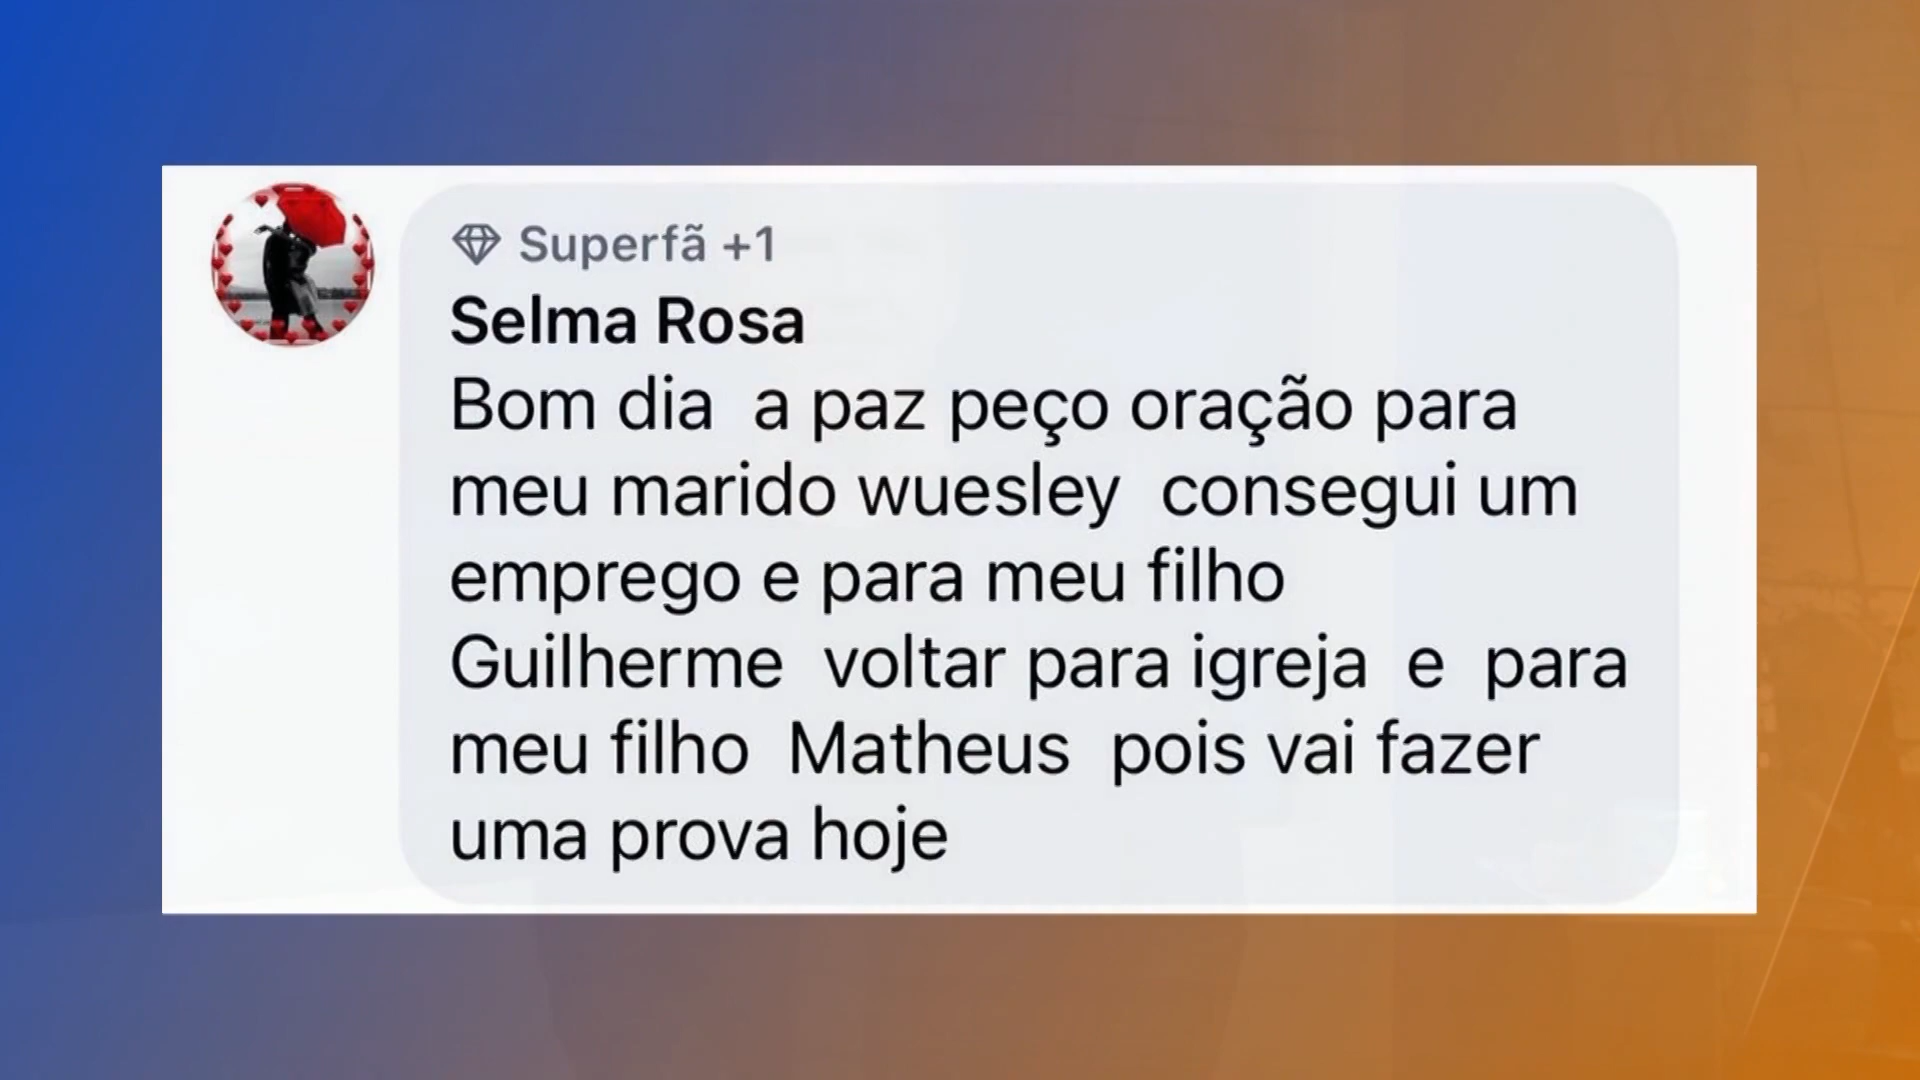 Superfã +1
Selma Rosa
Bom dia  a paz peço oração para
meu marido wuesley  consegui um
emprego e para meu filho
Guilherme  voltar para igreja  e  para
meu filho  Matheus  pois vai fazer
uma prova hoje